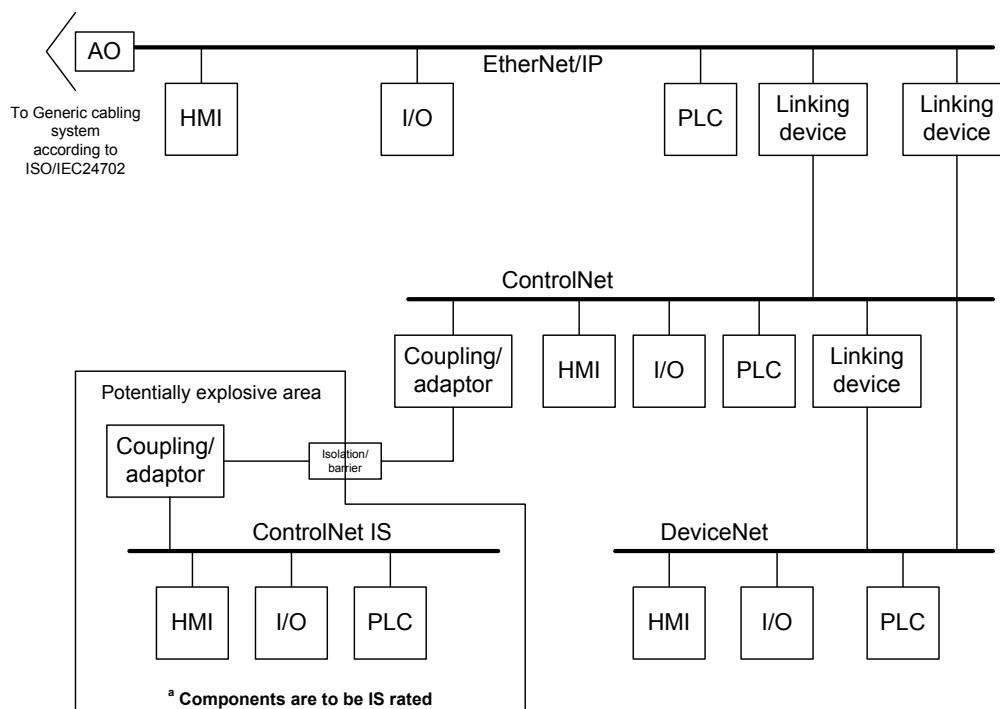 AO
EtherNet/IP
To Generic cabling
system
according to
ISO/IEC24702
HMI
I/O
PLC
Linking
device
Linking
device
ControlNet
Coupling/
adaptor
HMI
I/O
PLC
Linking
device
Potentially explosive area
Coupling/
adaptor
Isolation/
barrier
ControlNet IS
DeviceNet
HMI
I/O
PLC
HMI
I/O
PLC
a Components are to be IS rated